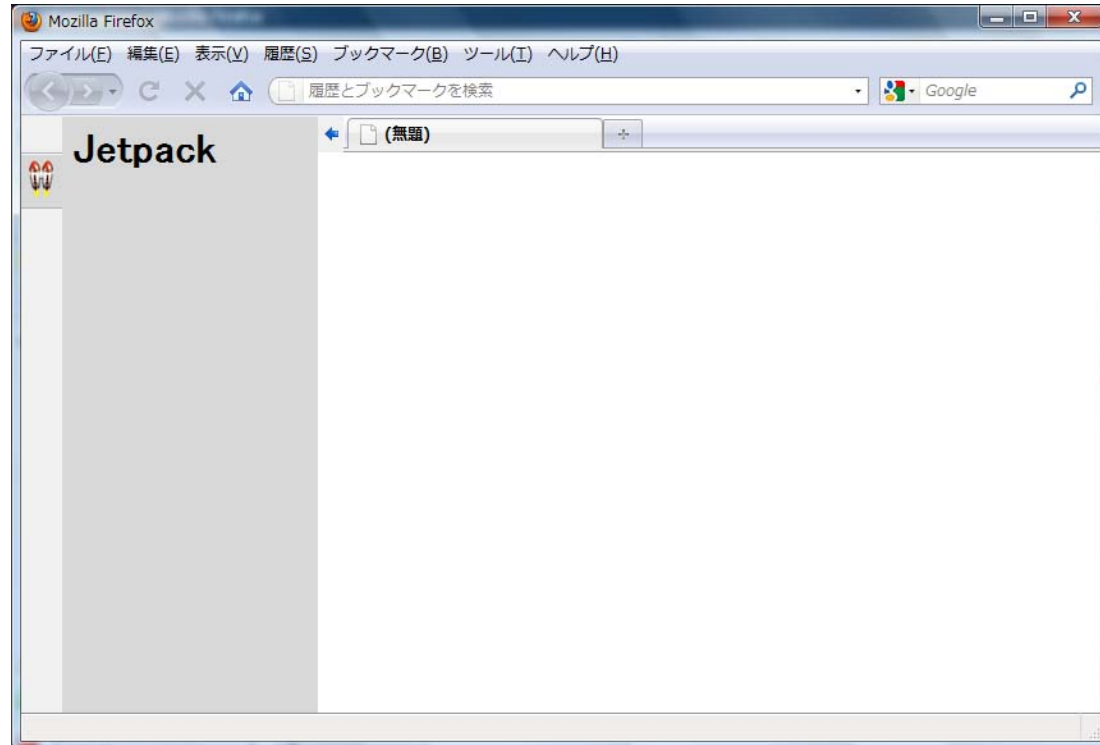 Mozilla Firefox
ファイル(F) 編集(E) 表示(V) 履歴(S) ブックマーク(B) ツール(T) ヘルプ(H)
履歴とブックマークを検索
Google
Jetpack
(無題)